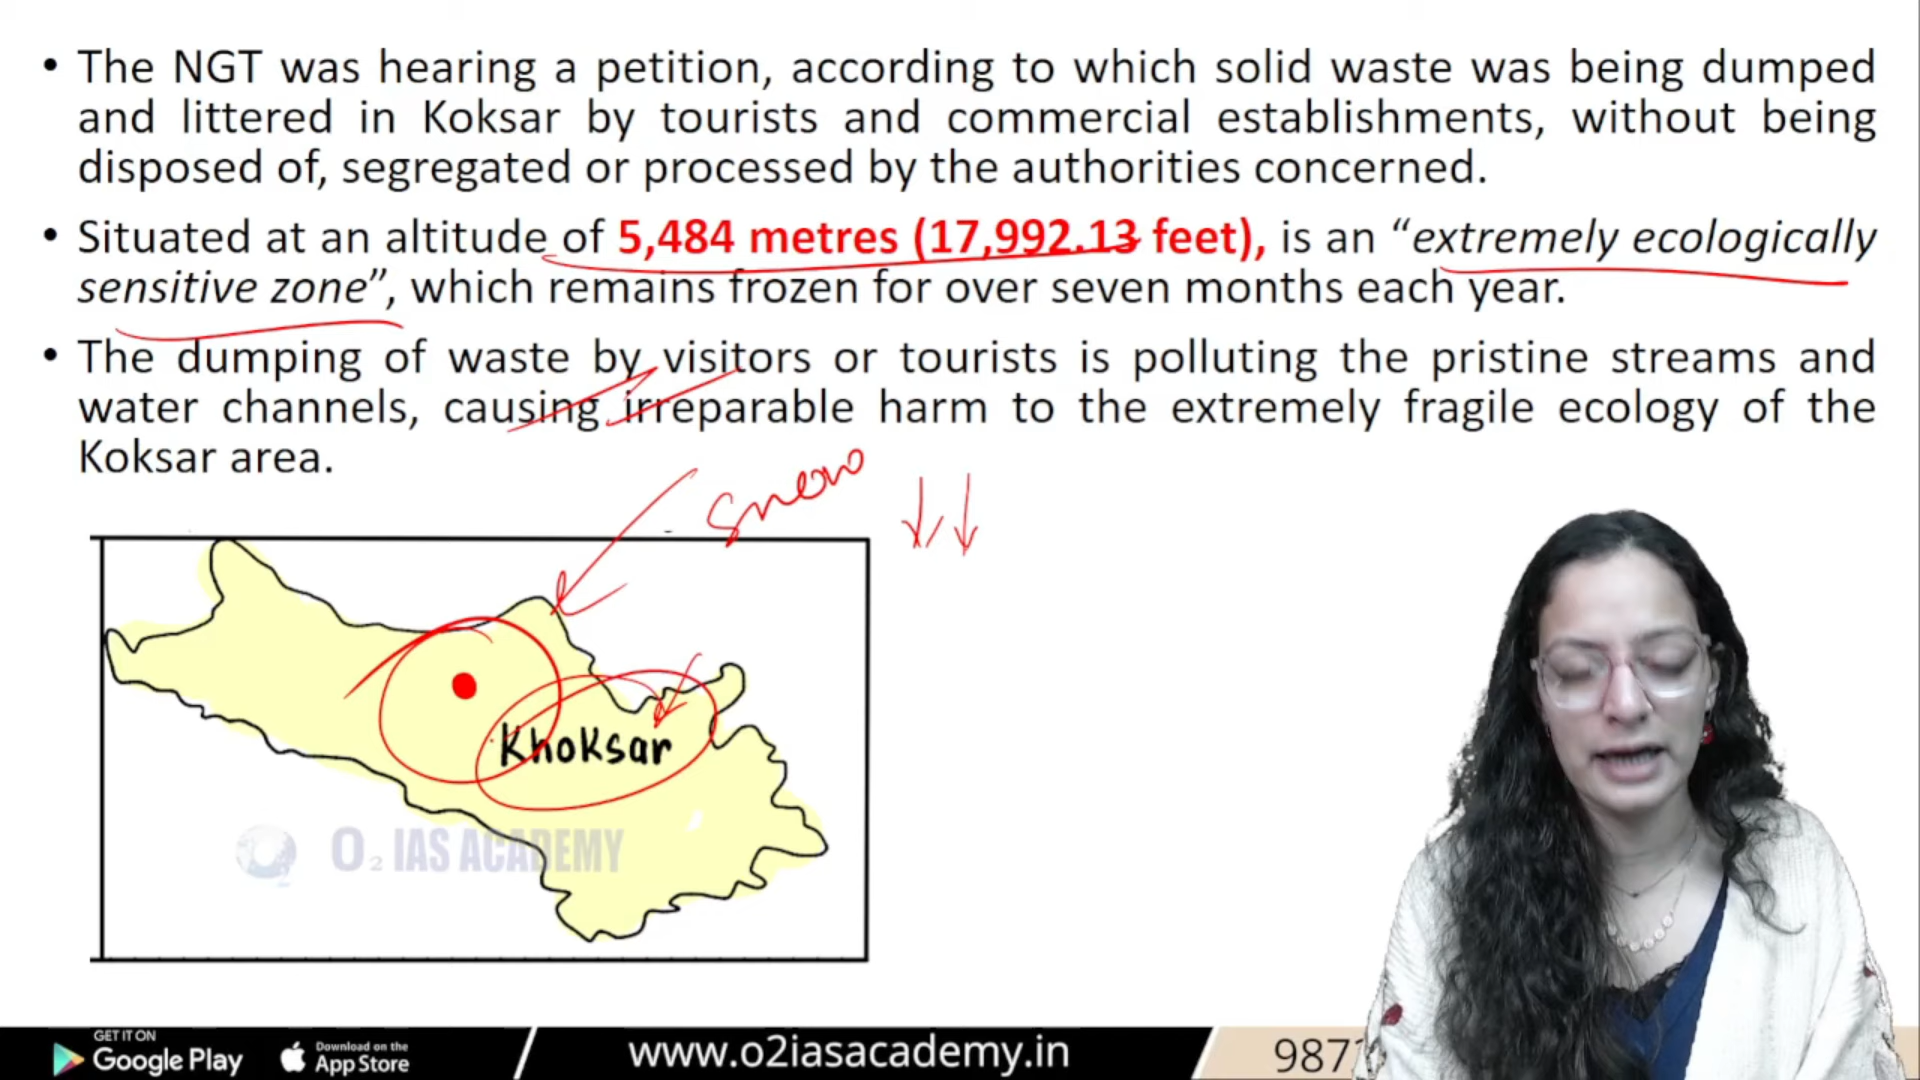 • The NGT was hearing a petition, according to which solid waste was being dumped
and littered in Koksar by tourists and commercial establishments, without being
disposed of, segregated or processed by the authorities concerned.
• Situated at an altitude of 5,484 metres (17,992.13 feet), is an “extremely ecologically
sensitive zone”, which remains frozen for over seven months each year.
• The dumping of waste by visitors or tourists is polluting the pristine streams and
water channels, causing irreparable harm to the extremely fragile ecology of the
Koksar area.
Snow
Khoksar
O2 IAS ACADEMY
GET IT ON
Google Play
Download on the
App Store
www.o2iasacademy.in
987